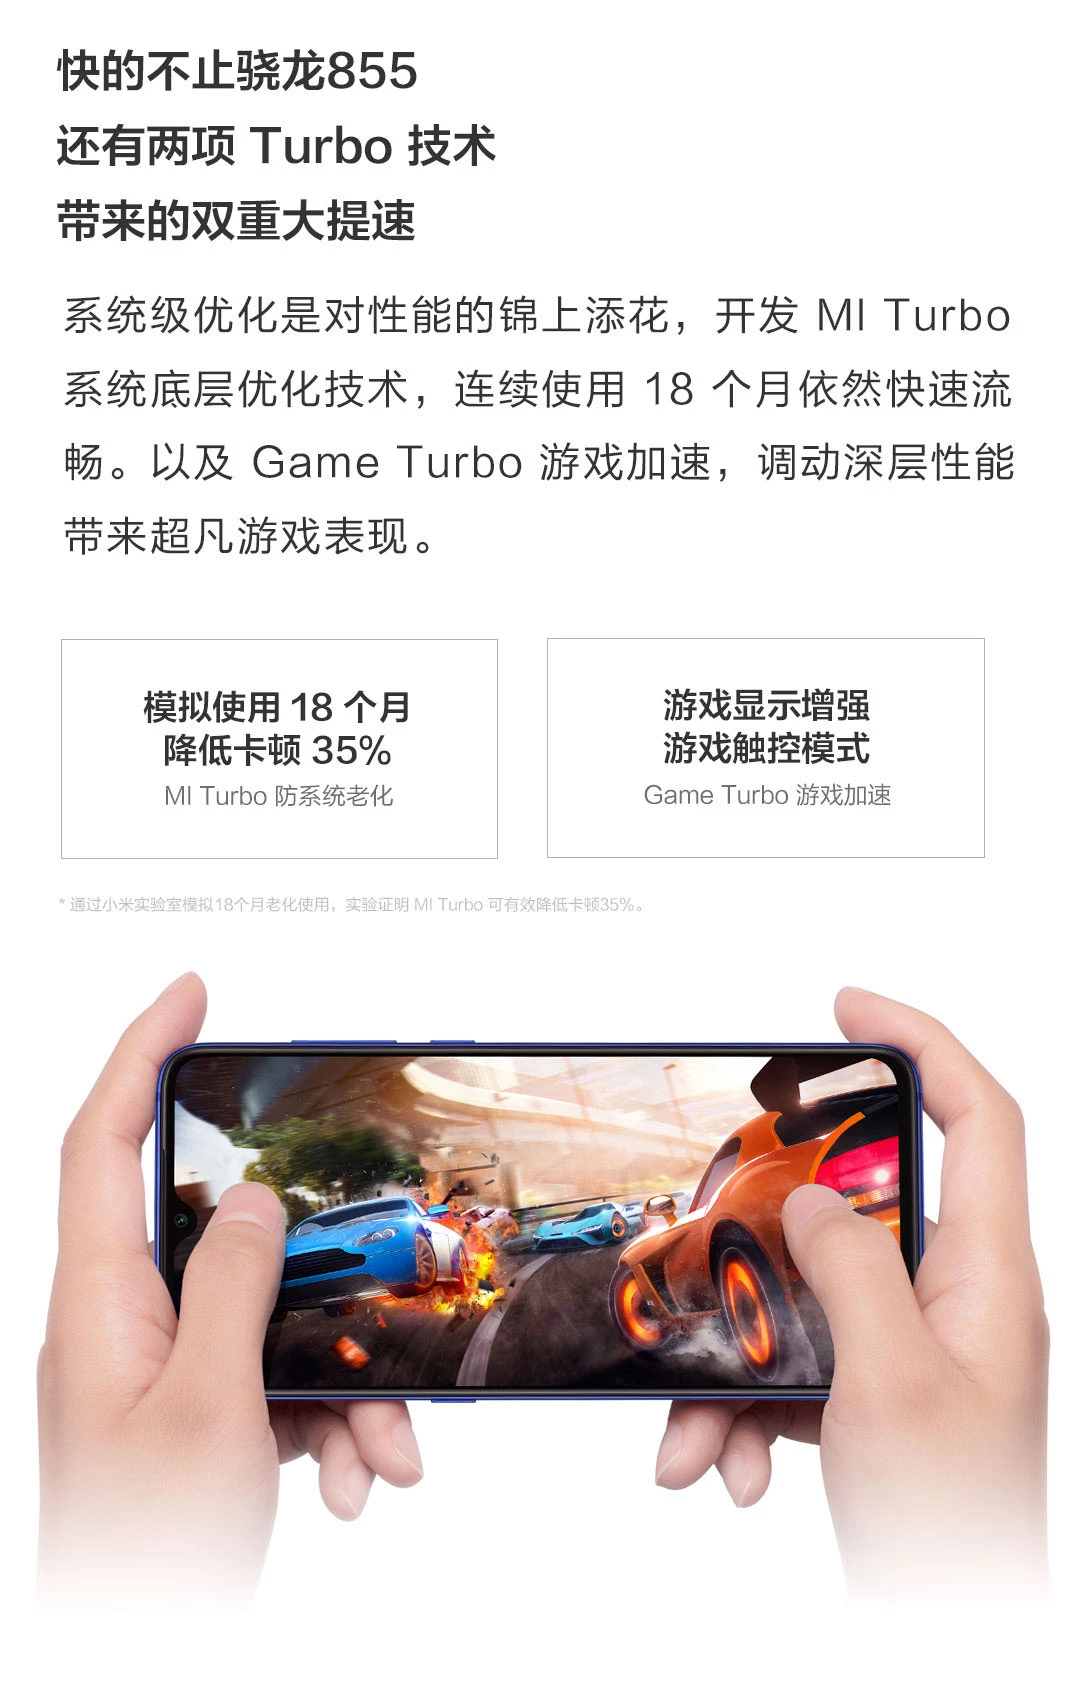 快的不止骁龙855
还有两项 Turbo 技术
带来的双重大提速
系统级优化是对性能的锦上添花，开发 MI Turbo
系统底层优化技术，连续使用 18 个月依然快速流
畅。以及 Game Turbo 游戏加速，调动深层性能
带来超凡游戏表现。
模拟使用 18 个月
降低卡顿 35%
MI Turbo 防系统老化
游戏显示增强
游戏触控模式
Game Turbo 游戏加速
* 通过小米实验室模拟18个月老化使用，实验证明 MI Turbo 可有效降低卡顿35%。